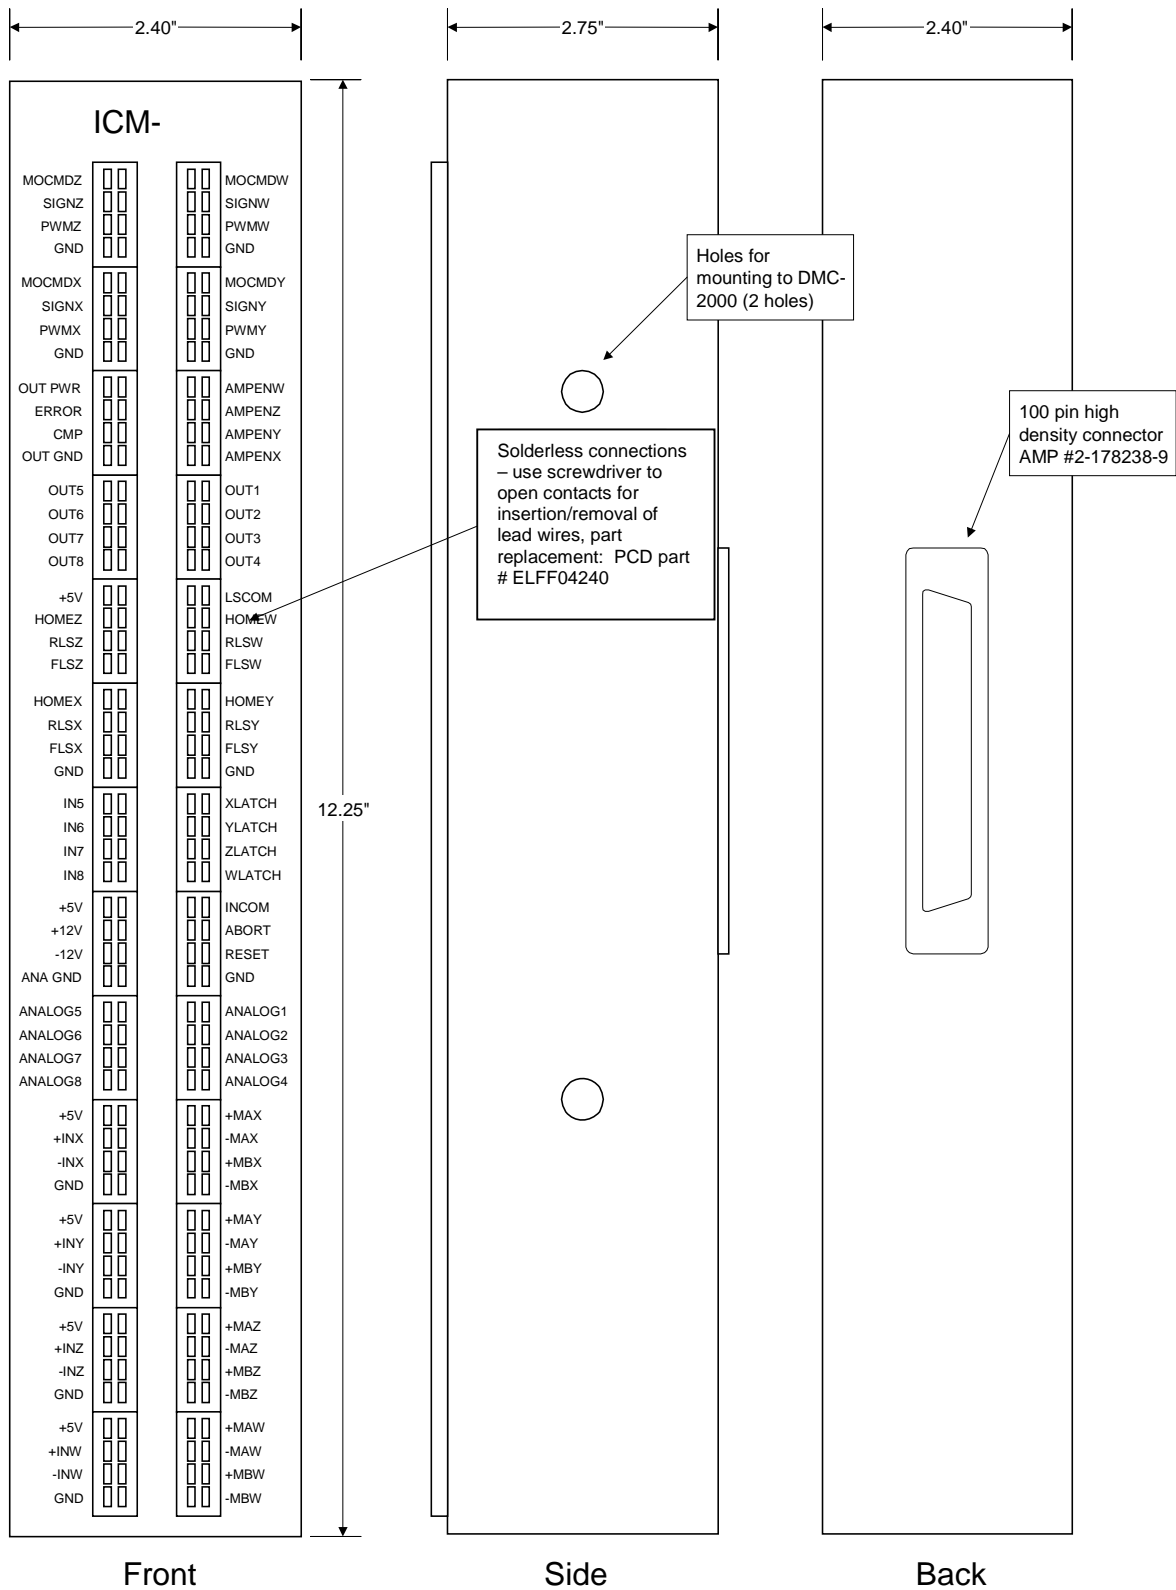 2.40"
2.75"
2.40"
ICM-
MOCMDZ MOCMDW
SIGNZ SIGNW
PWMZ PWMW
GND GND
MOCMDX MOCMDY
SIGNX SIGNY
PWMX PWMY
GND GND
OUT PWR AMPENW
ERROR AMPENZ
CMP AMPENY
OUT GND AMPENX
OUT5 OUT1
OUT6 OUT2
OUT7 OUT3
OUT8 OUT4
+5V LSCOM
HOMEZ HOMEW
RLSZ RLSW
FLSZ FLSW
HOMEX HOMEY
RLSX RLSY
FLSX FLSY
GND GND
IN5 XLATCH
IN6 YLATCH
IN7 ZLATCH
IN8 WLATCH
+5V INCOM
+12V ABORT
-12V RESET
ANA GND GND
ANALOG5 ANALOG1
ANALOG6 ANALOG2
ANALOG7 ANALOG3
ANALOG8 ANALOG4
+5V +MAX
+INX -MAX
-INX +MBX
GND -MBX
+5V +MAY
+INY -MAY
-INY +MBY
GND -MBY
+5V +MAZ
+INZ -MAZ
-INZ +MBZ
GND -MBZ
+5V +MAW
+INW -MAW
-INW +MBW
GND -MBW
12.25"
Holes for
mounting to DMC-
2000 (2 holes)
Solderless connections
– use screwdriver to
open contacts for
insertion/removal of
lead wires, part
replacement: PCD part
# ELFF04240
100 pin high
density connector
AMP #2-178238-9
Front
Side
Back